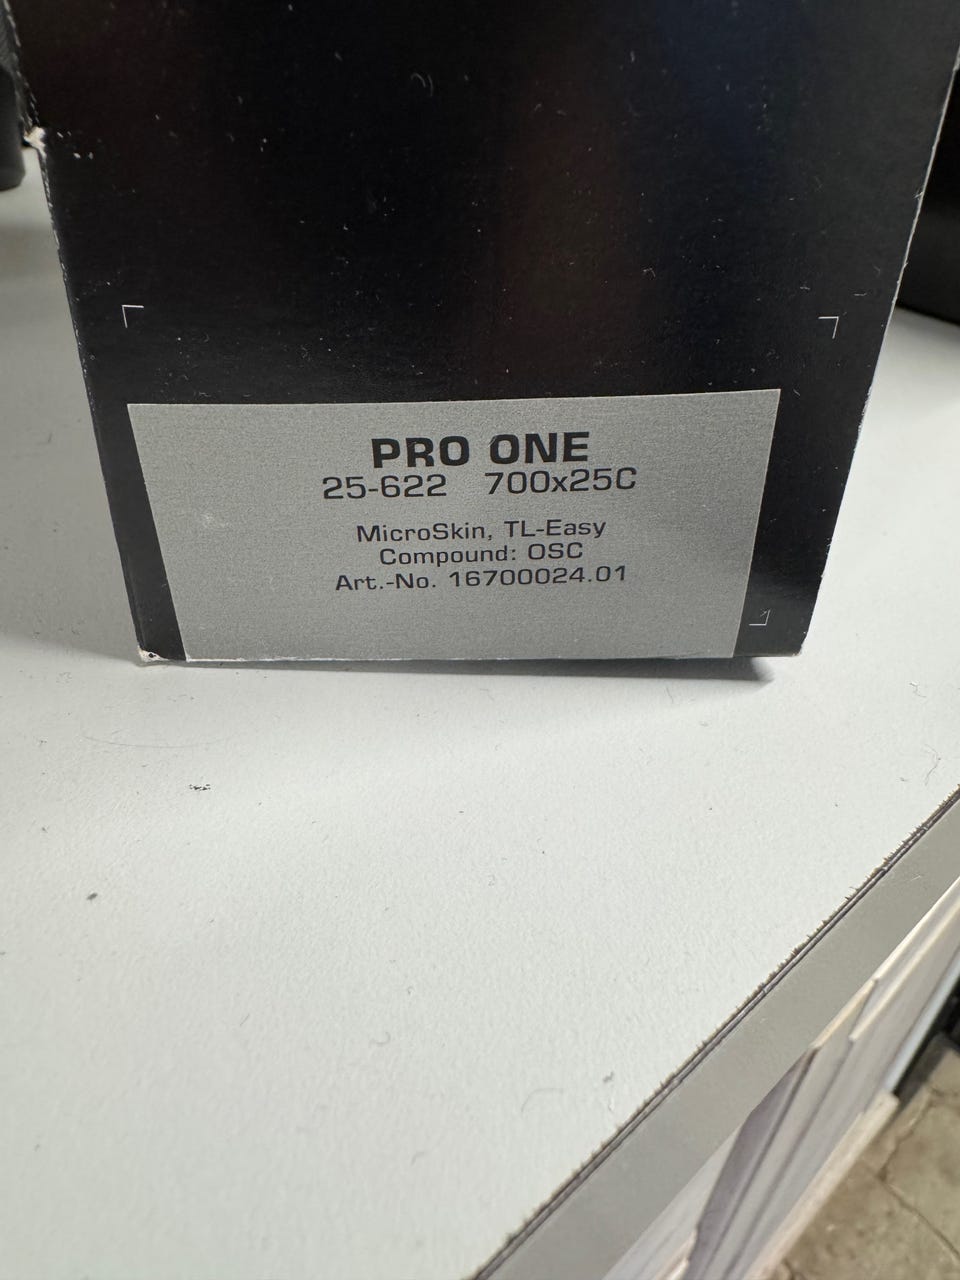 PRO ONE
25-622 700x25C
MicroSkin, TL-Easy
Compound: OSC
Art.-No. 16700024.01